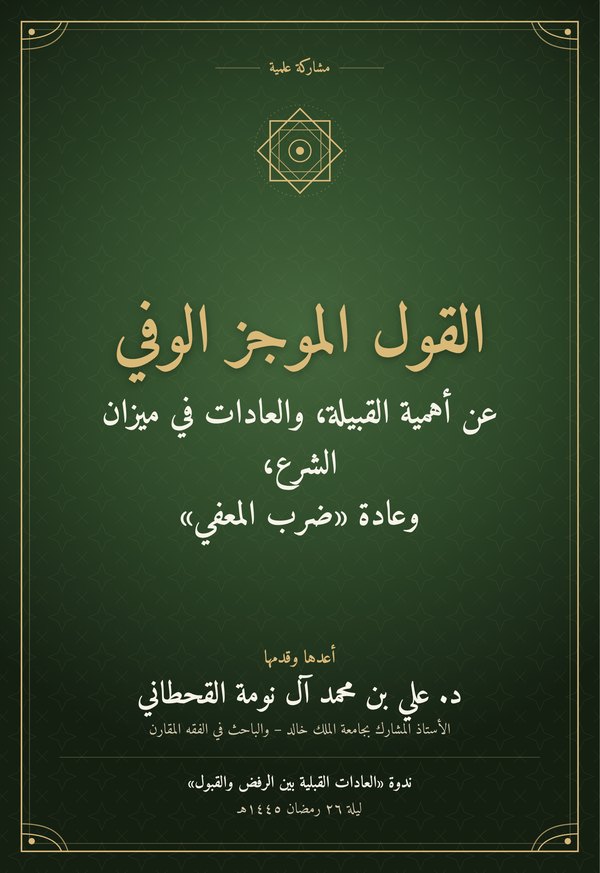 مشاركة علمية
القول الموجز الوفي
عن أهمية القبيلة، والعادات في ميزان
الشرع،
وعادة «ضرب المعفي»
أعدها وقدمها
د. علي بن محمد آل نومة القحطاني
الأستاذ المشارك بجامعة الملك خالد – والباحث في الفقه المقارن
ندوة «العادات القبلية بين الرفض والقبول»
ليلة ٢٦ رمضان ١٤٤٥هـ